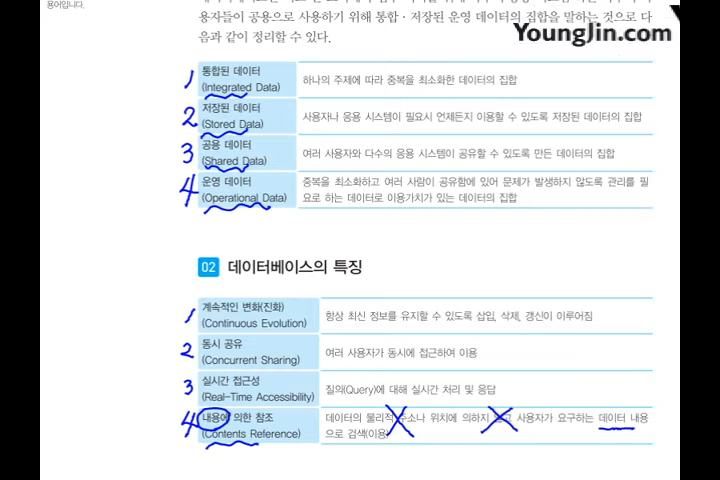 용어입니다.
용자들이 공용으로 사용하기 위해 통합·저장된 운영 데이터의 집합을 말하는 것으로 다
음과 같이 정리할 수 있다.
YoungJin.com
1 통합된 데이터
(Integrated Data)
하나의 주제에 따라 중복을 최소화한 데이터의 집합
2 저장된 데이터
(Stored Data)
사용자나 응용 시스템이 필요시 언제든지 이용할 수 있도록 저장된 데이터의 집합
3 공용 데이터
(Shared Data)
여러 사용자와 다수의 응용 시스템이 공유할 수 있도록 만든 데이터의 집합
4 운영 데이터
(Operational Data)
중복을 최소화하고 여러 사람이 공유함에 있어 문제가 발생하지 않도록 관리를 필
요로 하는 데이터로 이용가치가 있는 데이터의 집합
02 데이터베이스의 특징
1 계속적인 변화(진화)
(Continuous Evolution)
항상 최신 정보를 유지할 수 있도록 삽입, 삭제, 갱신이 이루어짐
2 동시 공유
(Concurrent Sharing)
여러 사용자가 동시에 접근하여 이용
3 실시간 접근성
(Real-Time Accessibility)
질의(Query)에 대해 실시간 처리 및 응답
4 내용에 의한 참조
(Contents Reference)
데이터의 물리적 주소나 위치에 의하지 사용자가 요구하는 데이터 내용
으로 검색(이용)